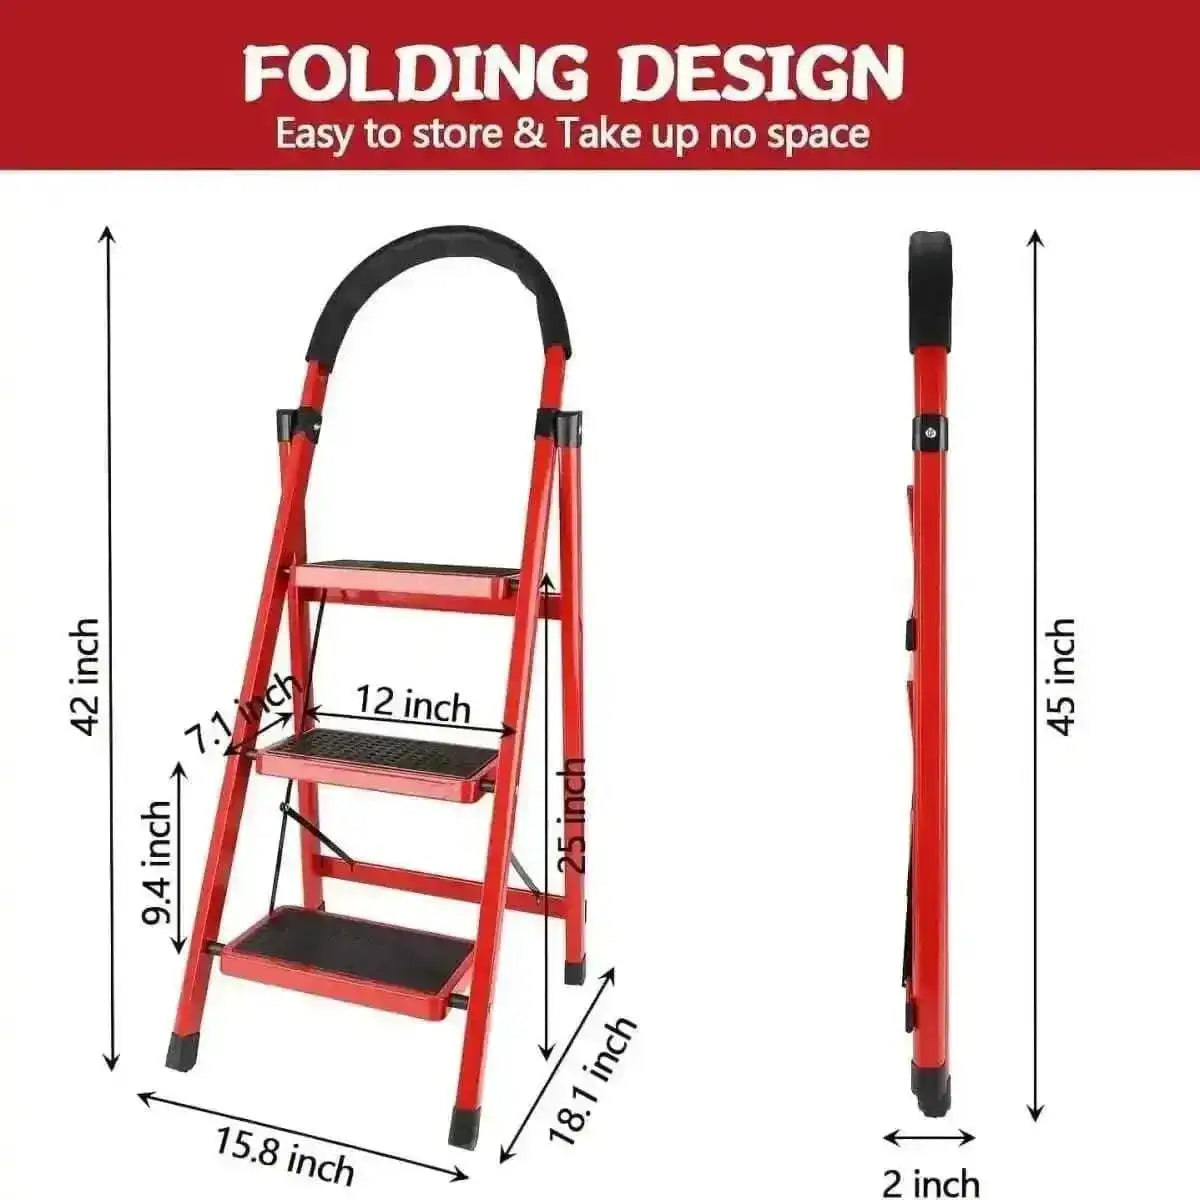 FOLDING DESIGN
Easy to store & Take up no space
42 inch
45 inch
7.1 inch
12 inch
25 inch
9.4 inch
18.1 inch
15.8 inch
2 inch